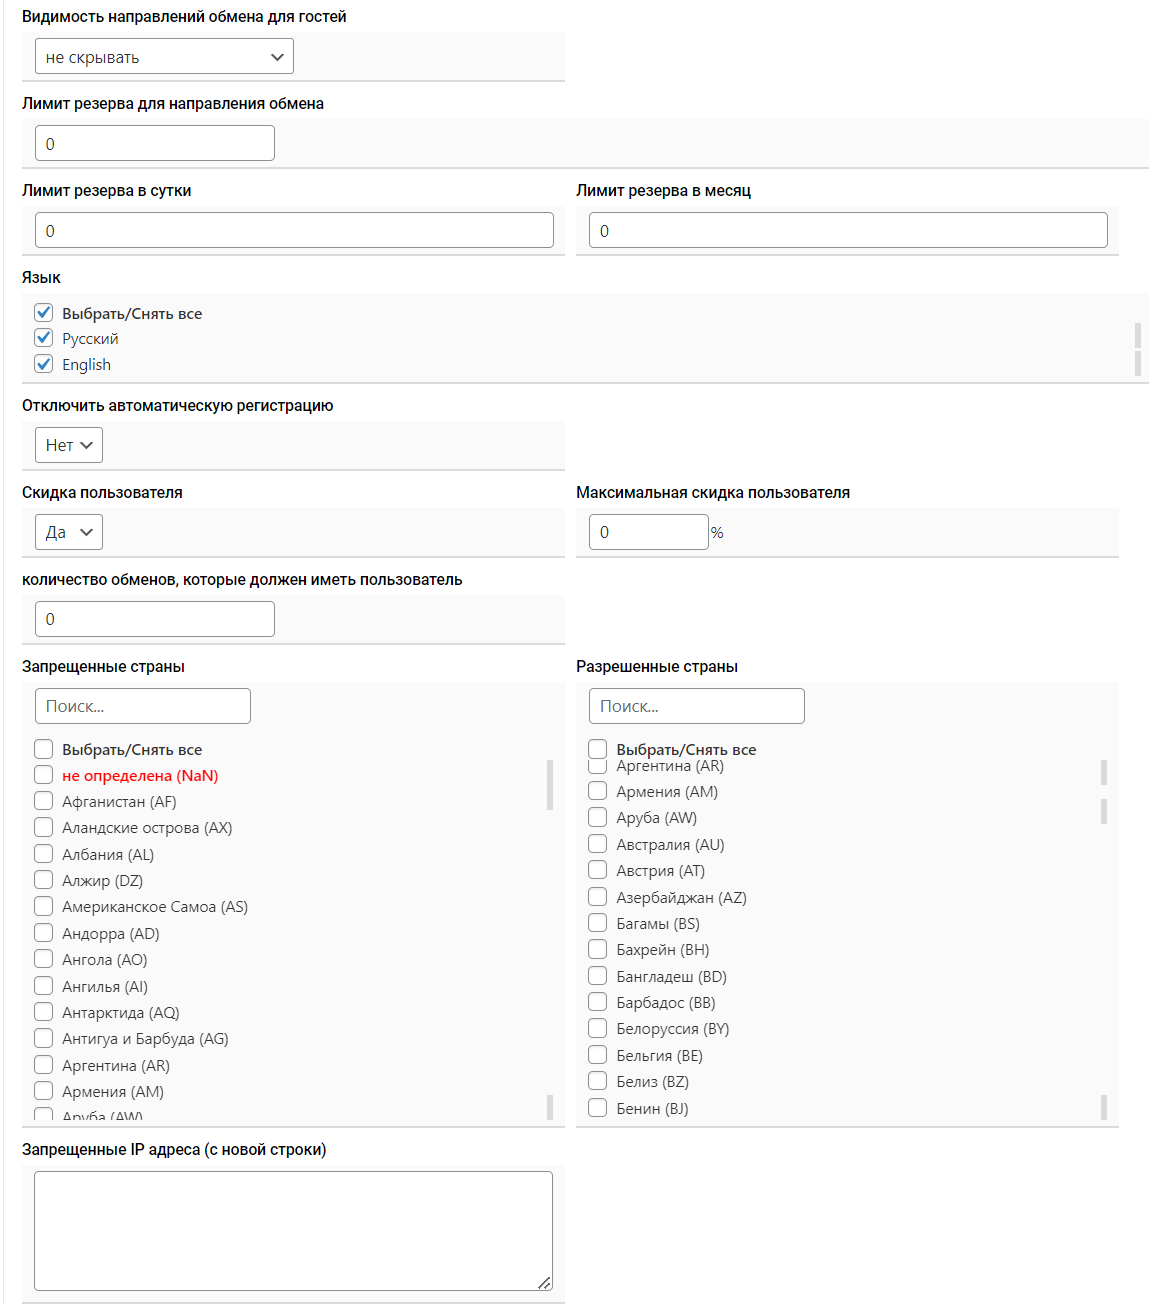 Видимость направлений обмена для гостей
не скрывать
Лимит резерва для направления обмена
0
Лимит резерва в сутки
0
Лимит резерва в месяц
0
Язык
Выбрать/Снять все
Русский
English
Отключить автоматическую регистрацию
Нет
Скидка пользователя
Да
Максимальная скидка пользователя
0 %
количество обменов, которые должен иметь пользователь
0
Запрещенные страны
Поиск...
Выбрать/Снять все
не определена (NaN)
Афганистан (AF)
Аландские острова (AX)
Албания (AL)
Алжир (DZ)
Американское Самоа (AS)
Андорра (AD)
Ангола (AO)
Ангилья (AI)
Антарктида (AQ)
Антигуа и Барбуда (AG)
Аргентина (AR)
Армения (AM)
Аруба (AW)
Разрешенные страны
Поиск...
Выбрать/Снять все
Аргентина (AR)
Армения (AM)
Аруба (AW)
Австралия (AU)
Австрия (AT)
Азербайджан (AZ)
Багамы (BS)
Бахрейн (BH)
Бангладеш (BD)
Барбадос (BB)
Белоруссия (BY)
Бельгия (BE)
Белиз (BZ)
Бенин (BJ)
Запрещенные IP адреса (с новой строки)